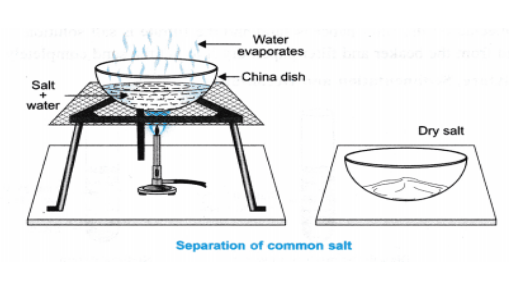 Water
evaporates
China dish
Salt
+
water
Dry salt
Separation of common salt